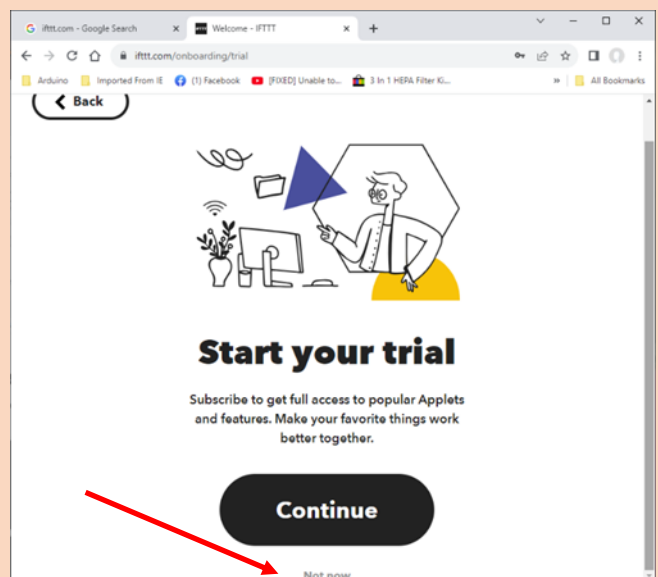 ifttt.com - Google Search
Welcome - IFTTT
ifttt.com/onboarding/trial
Arduino
Imported From IE
(1) Facebook
[FIXED] Unable to...
3 In 1 HEPA Filter Ki...
»
All Bookmarks
Back
Start your trial
Subscribe to get full access to popular Applets
and features. Make your favorite things work
better together.
Continue
Not now